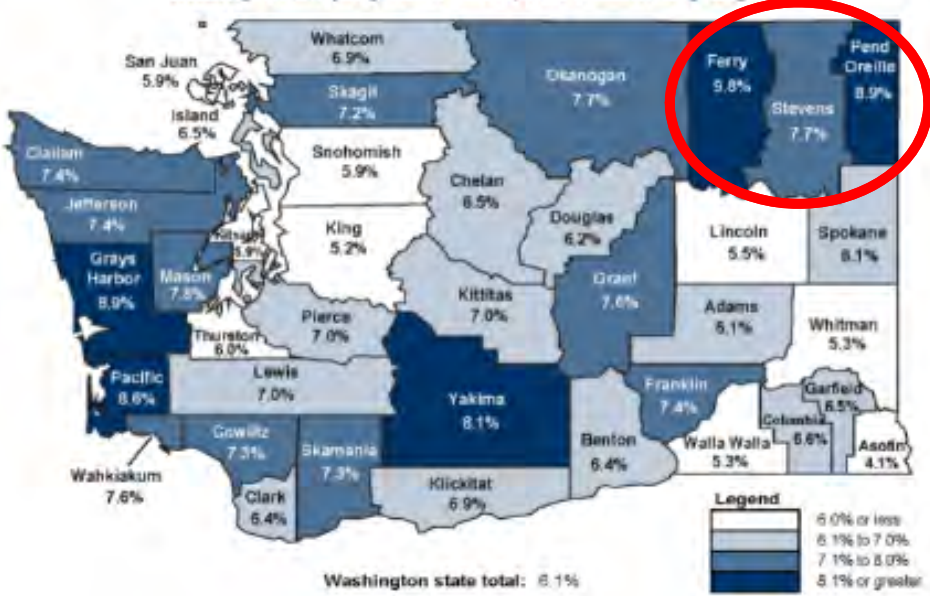 Whatcom
6.9%
San Juan
5.9%
Island
6.5%
Skagit
7.2%
Okanogan
7.7%
Ferry
9.8%
Stevens
7.7%
Pend
Oreille
8.9%
Clallam
7.4%
Jefferson
7.4%
Snohomish
5.9%
Chelan
6.5%
Douglas
6.2%
King
5.2%
Kitsap
5.9%
Lincoln
5.5%
Spokane
6.1%
Grays
Harbor
8.9%
Mason
Grant
Kittitas
7.0%
Adams
6.1%
Whitman
5.3%
Pierce
7.0%
Thurston
6.0%
Pacific
8.6%
Lewis
7.0%
Yakima
8.1%
Franklin
7.4%
Garfield
6.5%
Columbia
6.6%
Benton
6.4%
Walla Walla
5.3%
Asotin
4.1%
Wahkiakum
7.6%
Cowlitz
7.3%
Skamania
7.3%
Clark
6.4%
Klickitat
6.9%
Legend
6.0% or less
6.1% to 7.0%
7.1% to 8.0%
8.1% or greater
Washington state total: 6.1%